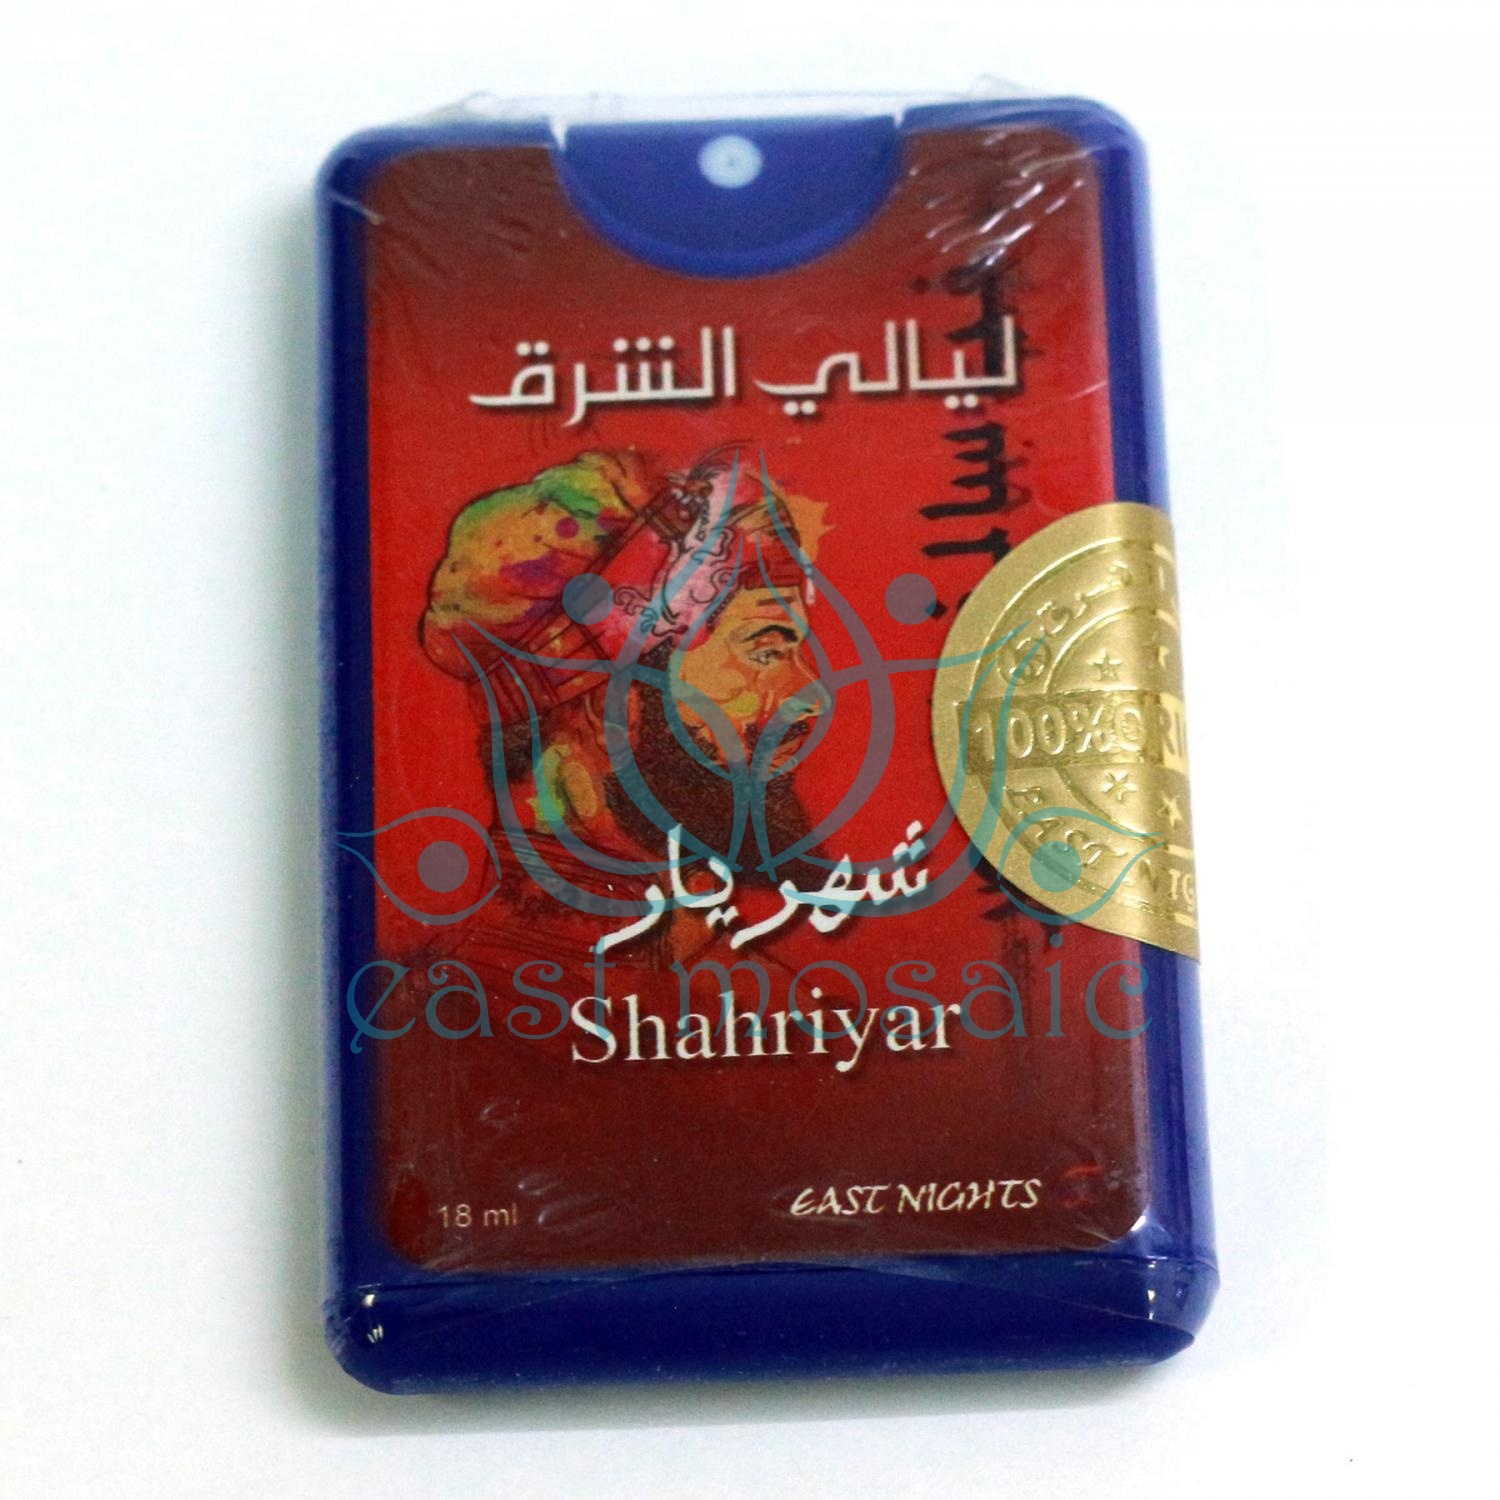 ليالي الشرق
100%ORI
شهريار
east mosaic
Shahriyar
18 ml
EAST NIGHTS